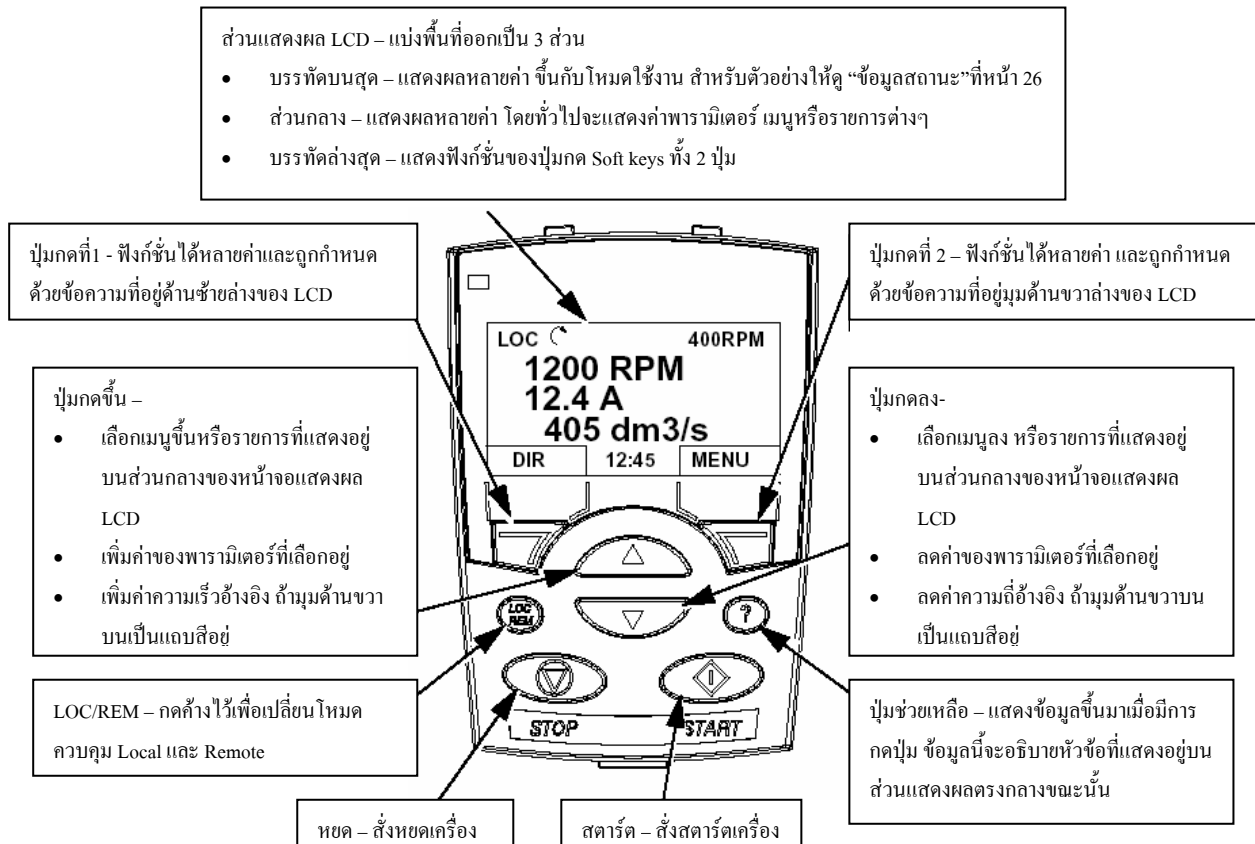 ส่วนแสดงผล LCD – แบ่งพื้นที่ออกเป็น 3 ส่วน
• บรรทัดบนสุด – แสดงผลหลายค่า ขึ้นกับโหมดใช้งาน สำหรับตัวอย่างให้ดู “ข้อมูลสถานะ”ที่หน้า 26
• ส่วนกลาง – แสดงผลหลายค่า โดยทั่วไปจะแสดงค่าพารามิเตอร์ เมนูหรือรายการต่างๆ
• บรรทัดล่างสุด – แสดงฟังก์ชั่นของปุ่มกด Soft keys ทั้ง 2 ปุ่ม
ปุ่มกดที่1 - ฟังก์ชั่นได้หลายค่าและถูกกำหนด
ด้วยข้อความที่อยู่ด้านซ้ายล่างของ LCD
ปุ่มกดที่ 2 – ฟังก์ชั่นได้หลายค่า และถูกกำหนด
ด้วยข้อความที่อยู่มุมด้านขวาล่างของ LCD
LOC 400RPM
1200 RPM
12.4 A
405 dm3/s
DIR 12:45 MENU
ปุ่มกดขึ้น –
• เลือกเมนูขึ้นหรือรายการที่แสดงอยู่
บนส่วนกลางของหน้าจอแสดงผล
LCD
• เพิ่มค่าของพารามิเตอร์ที่เลือกอยู่
• เพิ่มค่าความเร็วอ้างอิง ถ้ามุมด้านขวา
บนเป็นแถบสีอยู่
ปุ่มกดลง-
• เลือกเมนูลง หรือรายการที่แสดงอยู่
บนส่วนกลางของหน้าจอแสดงผล
LCD
• ลดค่าของพารามิเตอร์ที่เลือกอยู่
• ลดค่าความถี่อ้างอิง ถ้ามุมด้านขวาบน
เป็นแถบสีอยู่
LOC
REM
?
STOP START
LOC/REM – กดค้างไว้เพื่อเปลี่ยนโหมด
ควบคุม Local และ Remote
ปุ่มช่วยเหลือ – แสดงข้อมูลขึ้นมาเมื่อมีการ
กดปุ่ม ข้อมูลนี้จะอธิบายหัวข้อที่แสดงอยู่บน
ส่วนแสดงผลตรงกลางขณะนั้น
หยุด – สั่งหยุดเครื่อง
สตาร์ต – สั่งสตาร์ตเครื่อง